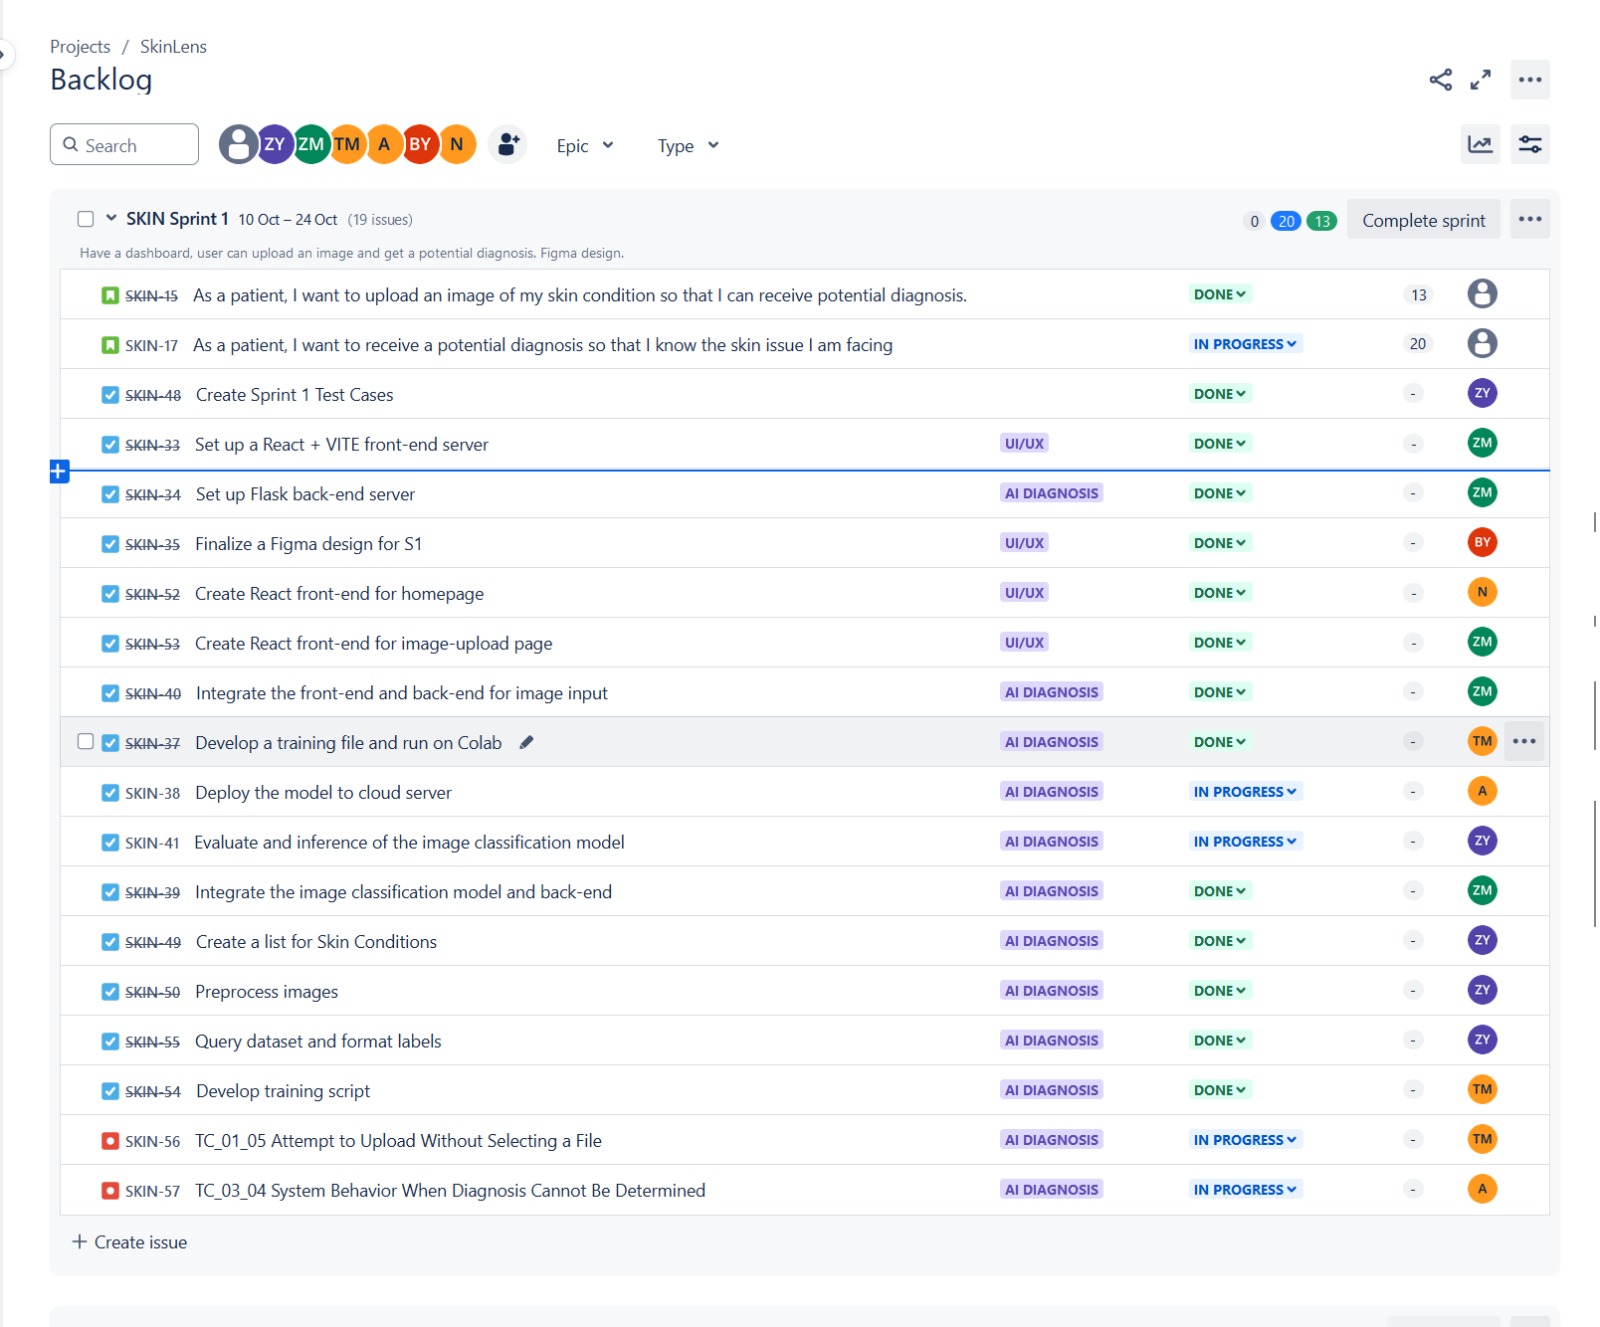 Projects / SkinLens
Backlog
Search ZY ZM TM A BY N Epic Type
SKIN Sprint 1 10 Oct – 24 Oct (19 issues) 0 20 13 Complete sprint
Have a dashboard, user can upload an image and get a potential diagnosis. Figma design.
SKIN-15 As a patient, I want to upload an image of my skin condition so that I can receive potential diagnosis. DONE 13
SKIN-17 As a patient, I want to receive a potential diagnosis so that I know the skin issue I am facing IN PROGRESS 20
SKIN-48 Create Sprint 1 Test Cases DONE - ZY
SKIN-33 Set up a React + VITE front-end server UI/UX DONE - ZM
SKIN-34 Set up Flask back-end server AI DIAGNOSIS DONE - ZM
SKIN-35 Finalize a Figma design for S1 UI/UX DONE - BY
SKIN-52 Create React front-end for homepage UI/UX DONE - N
SKIN-53 Create React front-end for image-upload page UI/UX DONE - ZM
SKIN-40 Integrate the front-end and back-end for image input AI DIAGNOSIS DONE - ZM
SKIN-37 Develop a training file and run on Colab AI DIAGNOSIS DONE - TM
SKIN-38 Deploy the model to cloud server AI DIAGNOSIS IN PROGRESS - A
SKIN-41 Evaluate and inference of the image classification model AI DIAGNOSIS IN PROGRESS - ZY
SKIN-39 Integrate the image classification model and back-end AI DIAGNOSIS DONE - ZM
SKIN-49 Create a list for Skin Conditions AI DIAGNOSIS DONE - ZY
SKIN-50 Preprocess images AI DIAGNOSIS DONE - ZY
SKIN-55 Query dataset and format labels AI DIAGNOSIS DONE - ZY
SKIN-54 Develop training script AI DIAGNOSIS DONE - TM
SKIN-56 TC_01_05 Attempt to Upload Without Selecting a File AI DIAGNOSIS IN PROGRESS - TM
SKIN-57 TC_03_04 System Behavior When Diagnosis Cannot Be Determined AI DIAGNOSIS IN PROGRESS - A
+ Create issue